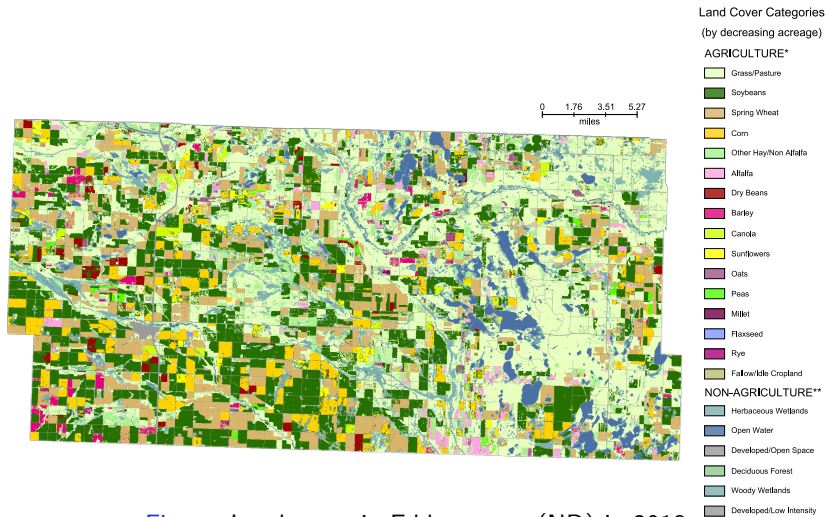 Land Cover Categories
(by decreasing acreage)
AGRICULTURE*
Grass/Pasture
Soybeans
Spring Wheat
Corn
Other Hay/Non Alfalfa
Alfalfa
Dry Beans
Barley
Canola
Sunflowers
Oats
Peas
Millet
Flaxseed
Rye
Fallow/Idle Cropland
NON-AGRICULTURE**
Herbaceous Wetlands
Open Water
Developed/Open Space
Deciduous Forest
Woody Wetlands
Developed/Low Intensity
0 1.76 3.51 5.27
miles